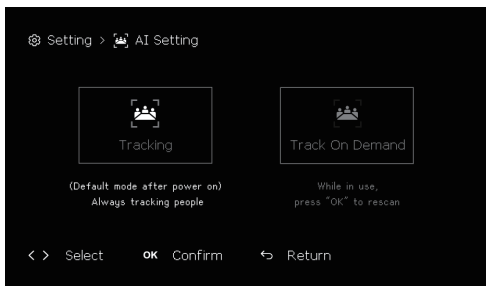 Setting > AI Setting
Tracking
Track On Demand
(Default mode after power on)
Always tracking people
While in use,
press "OK" to rescan
< > Select OK Confirm Return